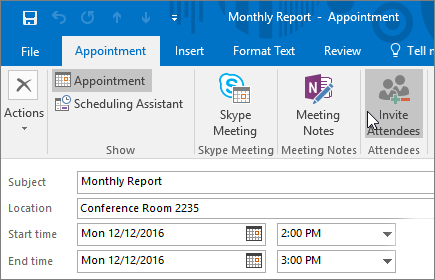 Monthly Report - Appointment
File Appointment Insert Format Text Review Tell
Actions
Appointment
Scheduling Assistant
Show
Skype
Meeting
Skype Meeting
Meeting
Notes
Meeting Notes
Invite
Attendees
Attendees
Subject Monthly Report
Location Conference Room 2235
Start time Mon 12/12/2016 2:00 PM
End time Mon 12/12/2016 3:00 PM